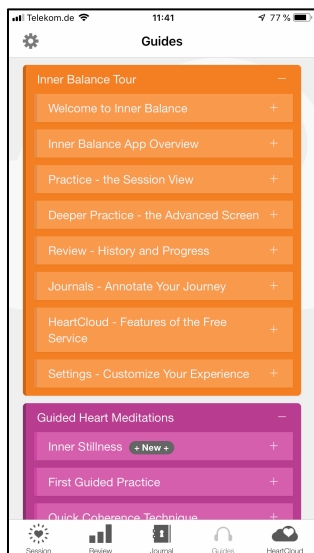 Telekom.de 11:41 77 %
Guides
Inner Balance Tour −
Welcome to Inner Balance +
Inner Balance App Overview +
Practice - the Session View +
Deeper Practice - the Advanced Screen +
Review - History and Progress +
Journals - Annotate Your Journey +
HeartCloud - Features of the Free
Service +
Settings - Customize Your Experience +
Guided Heart Meditations −
Inner Stillness + New + +
First Guided Practice +
Quick Coherence Technique
Session Review Journal Guides HeartCloud